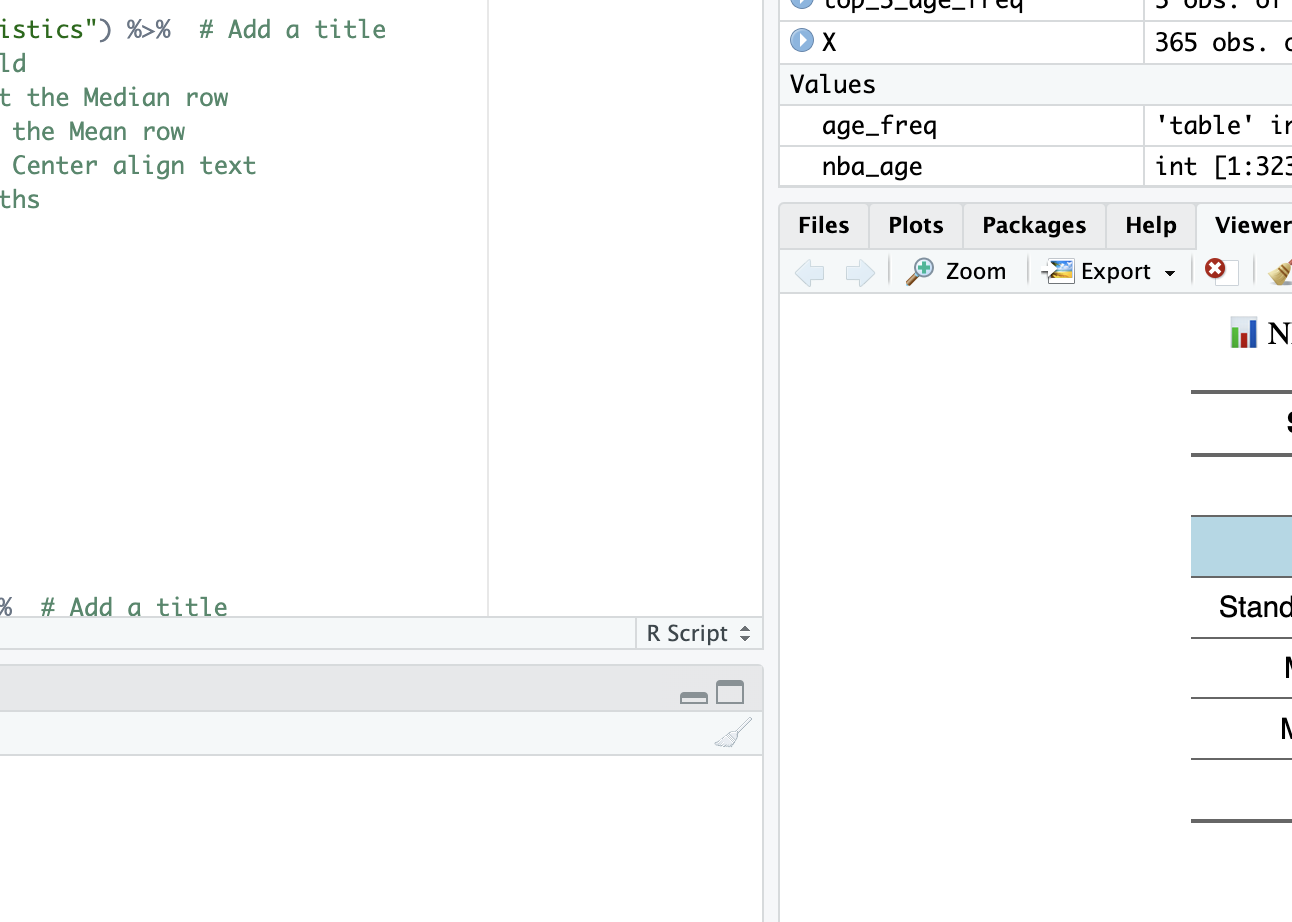 istics") %>%  # Add a title
ld
t the Median row
the Mean row
Center align text
ths
%  # Add a title
R Script
top_5_age_freq
5 obs. of
X
365 obs. o
Values
age_freq
'table' in
nba_age
int [1:323
Files Plots Packages Help Viewer
Zoom Export
N
S
Stand
M
M